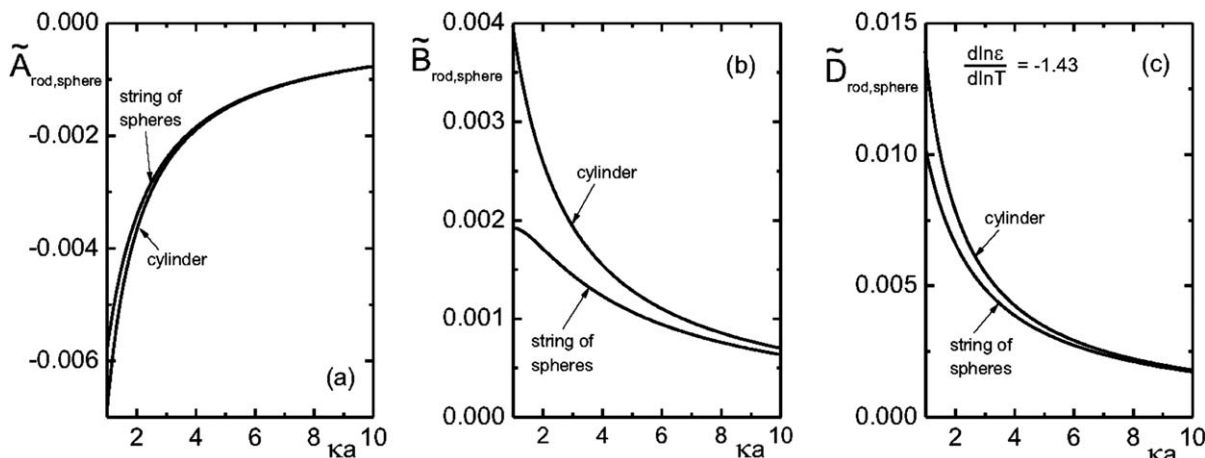 0.000
-0.002
-0.004
-0.006
Ã rod,sphere
string of
spheres
cylinder
(a)
2 4 6 8 10
κa
0.004
0.003
0.002
0.001
0.000
B̃ rod,sphere
(b)
cylinder
string of
spheres
2 4 6 8 10
κa
0.015
0.010
0.005
0.000
D̃ rod,sphere
dlnε
dlnT
= -1.43
(c)
cylinder
string of
spheres
2 4 6 8 10
κa